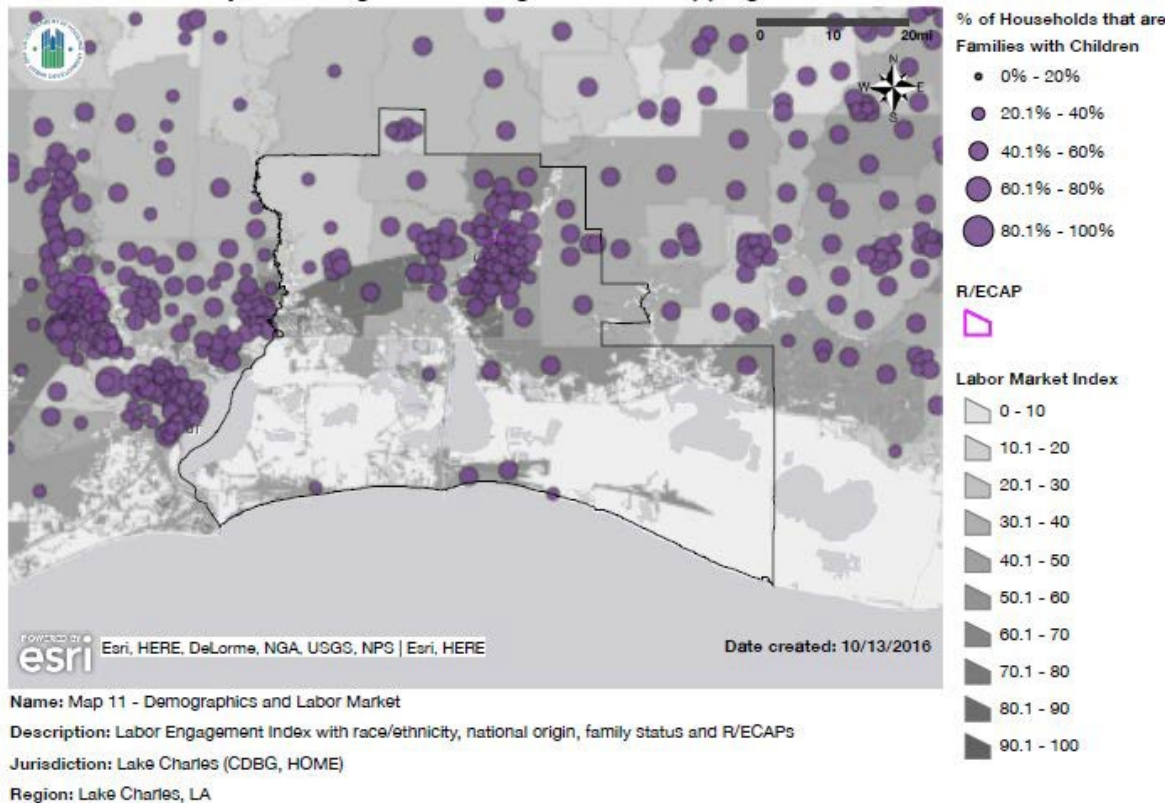 0 10 20mi
N
W E
S
POWERED BY
esri
Esri, HERE, DeLorme, NGA, USGS, NPS | Esri, HERE
Date created: 10/13/2016
% of Households that are
Families with Children
0% - 20%
20.1% - 40%
40.1% - 60%
60.1% - 80%
80.1% - 100%
R/ECAP
Labor Market Index
0 - 10
10.1 - 20
20.1 - 30
30.1 - 40
40.1 - 50
50.1 - 60
60.1 - 70
70.1 - 80
80.1 - 90
90.1 - 100
Name: Map 11 - Demographics and Labor Market
Description: Labor Engagement Index with race/ethnicity, national origin, family status and R/ECAPs
Jurisdiction: Lake Charles (CDBG, HOME)
Region: Lake Charles, LA